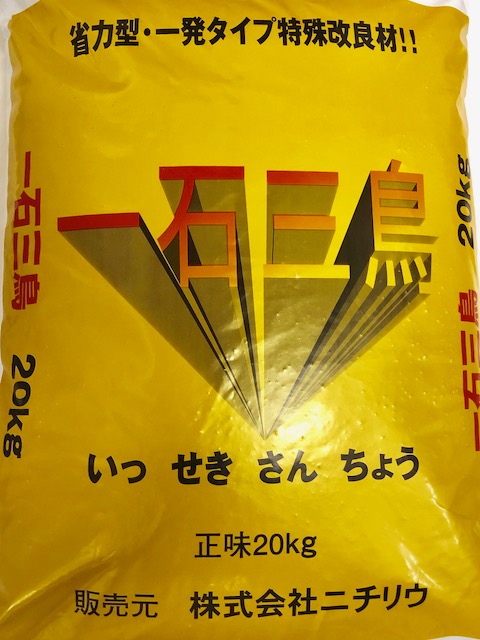 省力型・一発タイプ特殊改良材!!
一石三鳥
いっ せき さん ちょう
正味20kg
販売元 株式会社ニチリウ
一石三鳥 20kg
一石三鳥 20kg